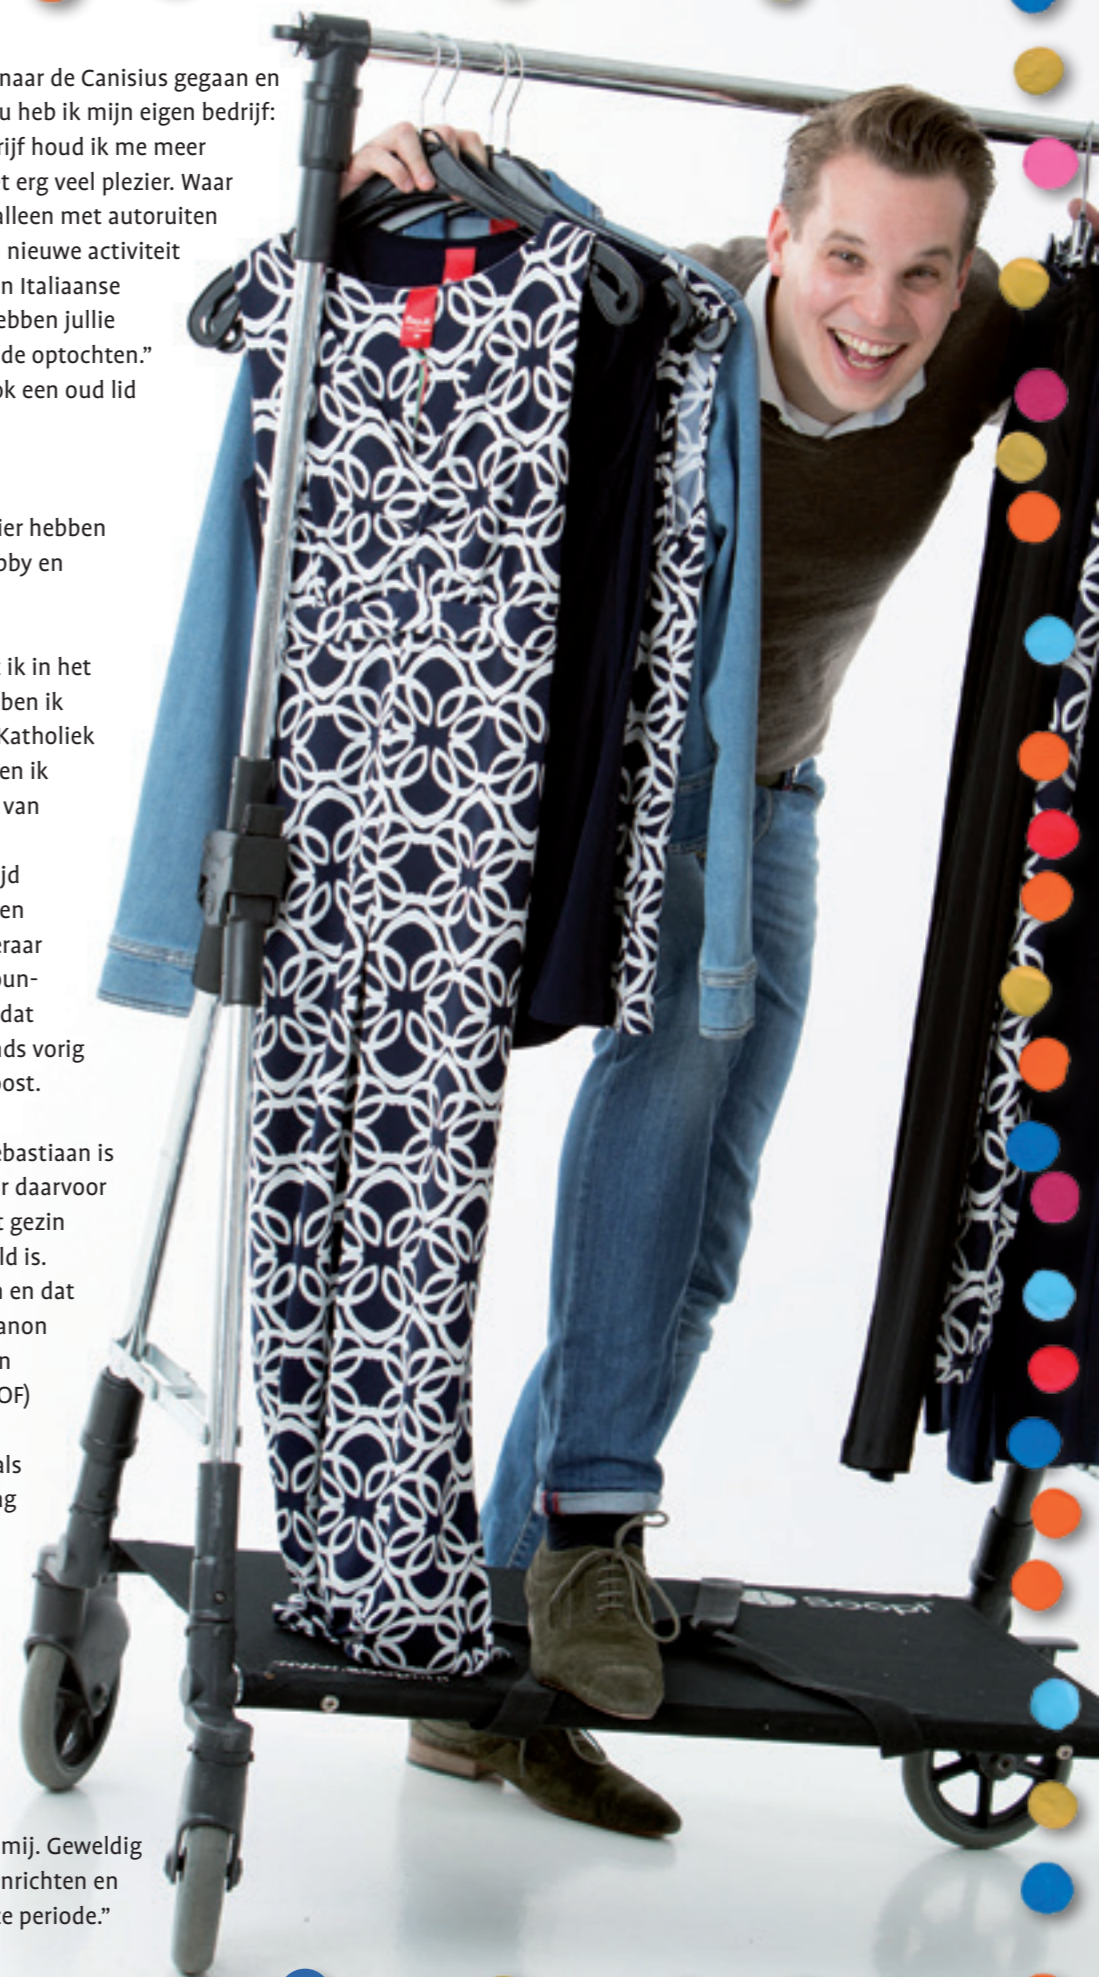 naar de Canisius gegaan en
u heb ik mijn eigen bedrijf:
rijf houd ik me meer
t erg veel plezier. Waar
alleen met autoruiten
nieuwe activiteit
n Italiaanse
ebben jullie
de optochten.”
ok een oud lid
ier hebben
bby en
ik in het
ben ik
Katholiek
en ik
van
jd
en
eraar
oun-
dat
ds vorig
oost.
ebastiaan is
r daarvoor
t gezin
ld is.
n en dat
anon
n
OF)
als
ng
mij. Geweldig
nrichten en
ze periode.”